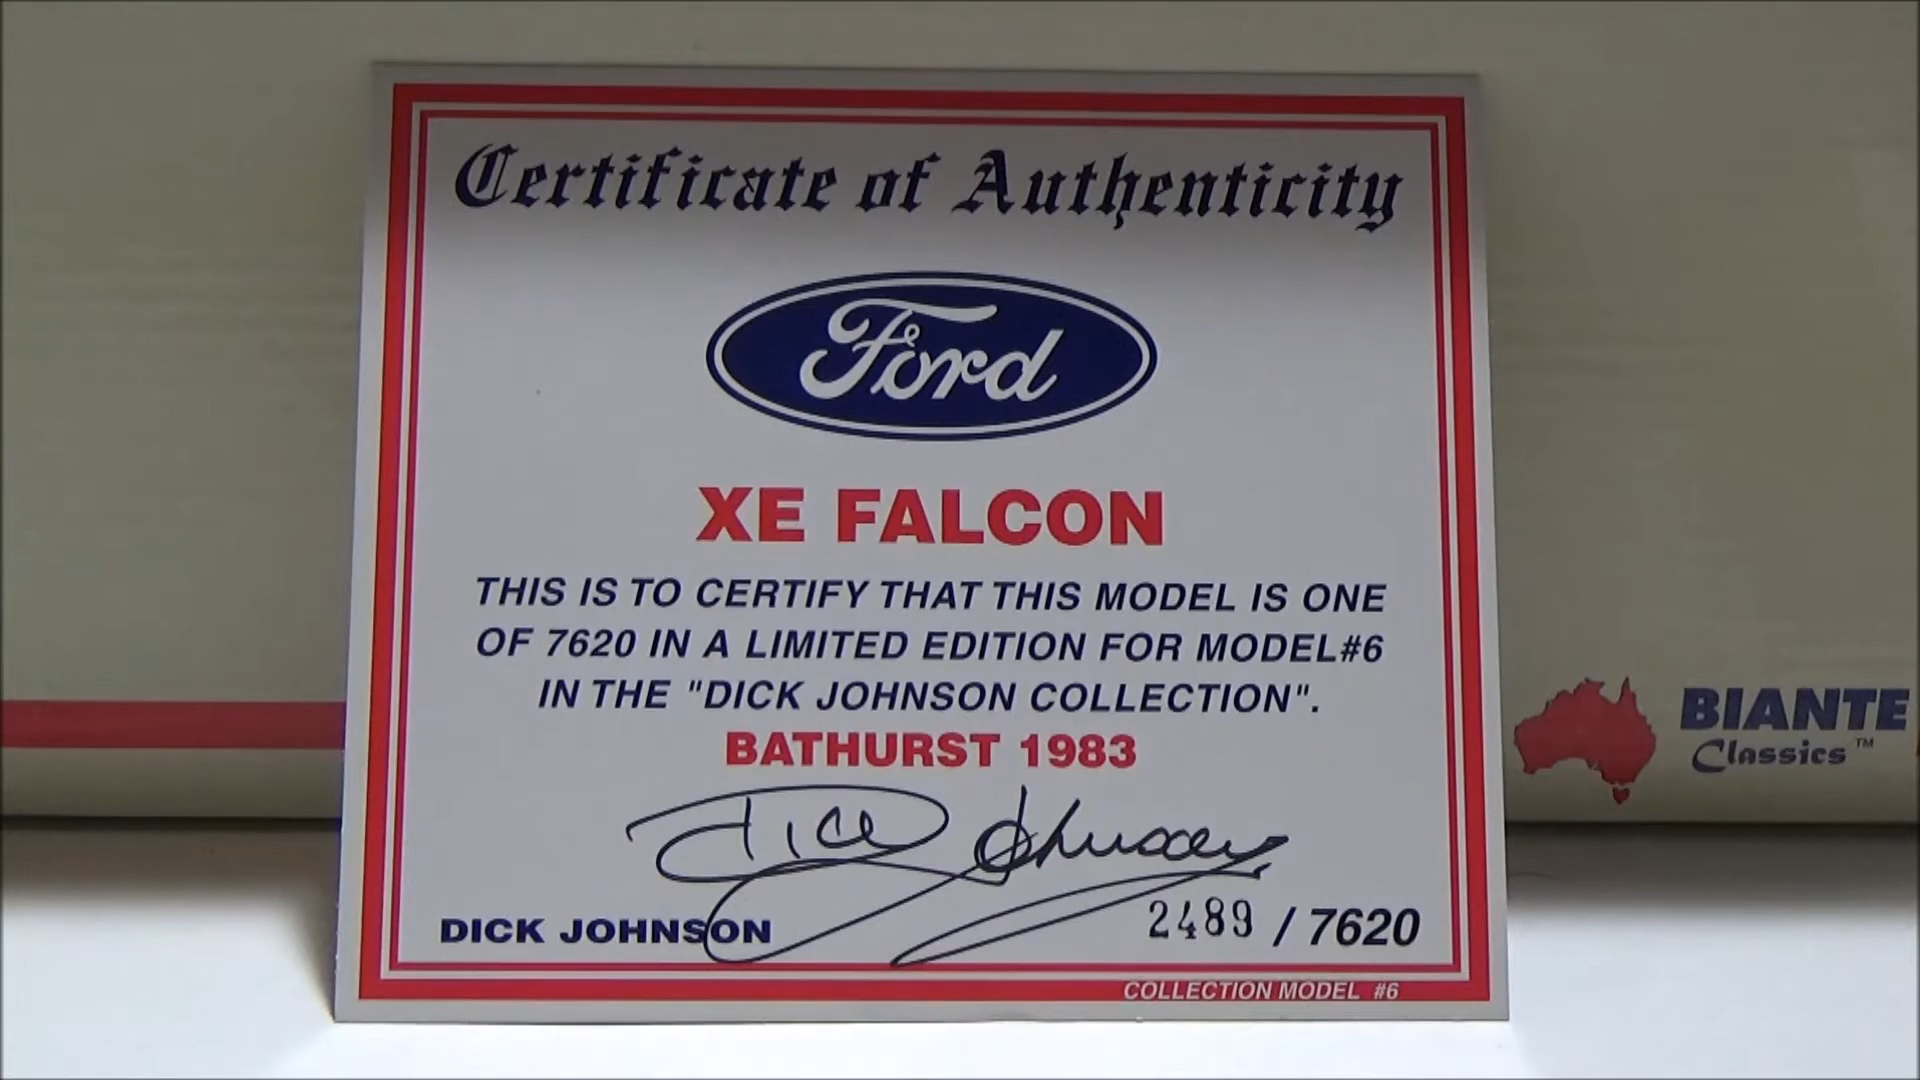 Certificate of Authenticity
Ford
XE FALCON
THIS IS TO CERTIFY THAT THIS MODEL IS ONE
OF 7620 IN A LIMITED EDITION FOR MODEL#6
IN THE "DICK JOHNSON COLLECTION".
BATHURST 1983
Dick Johnson
DICK JOHNSON
2489 / 7620
COLLECTION MODEL #6
BIANTE
Classics™